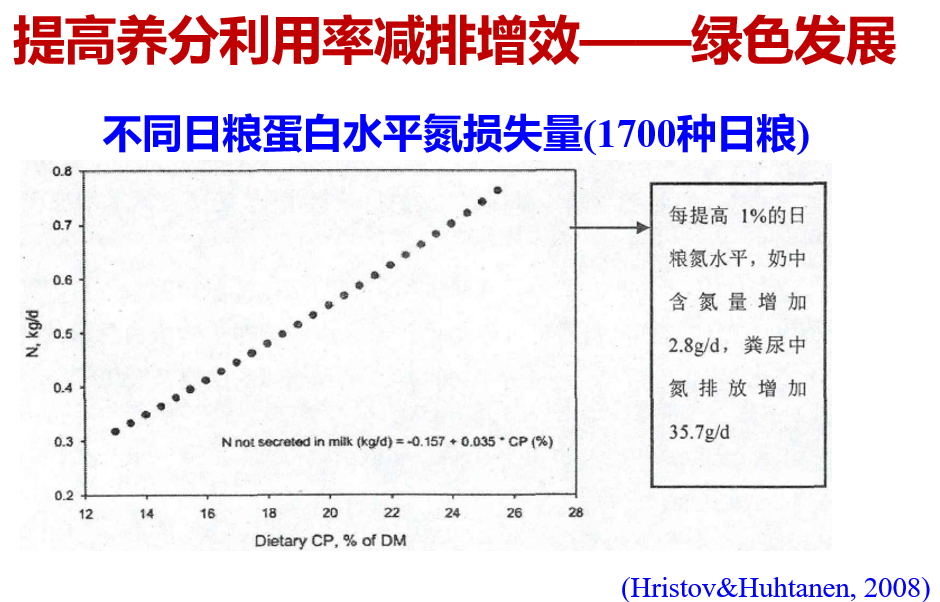 提高养分利用率减排增效——绿色发展
不同日粮蛋白水平氮损失量(1700种日粮)
0.8
0.7
0.6
0.5
0.4
0.3
0.2
N, kg/d
N not secreted in milk (kg/d) = -0.157 + 0.035 * CP (%)
12 14 16 18 20 22 24 26 28
Dietary CP, % of DM
每提高 1%的日
粮氮水平，奶中
含氮量增加
2.8g/d，粪尿中
氮排放增加
35.7g/d
(Hristov&Huhtanen, 2008)